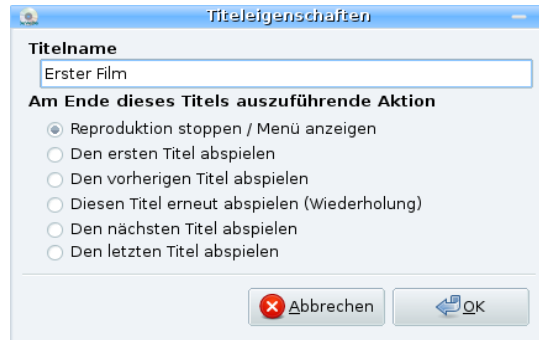 Titeleigenschaften
Titelname
Erster Film
Am Ende dieses Titels auszuführende Aktion
Reproduktion stoppen / Menü anzeigen
Den ersten Titel abspielen
Den vorherigen Titel abspielen
Diesen Titel erneut abspielen (Wiederholung)
Den nächsten Titel abspielen
Den letzten Titel abspielen
Abbrechen OK